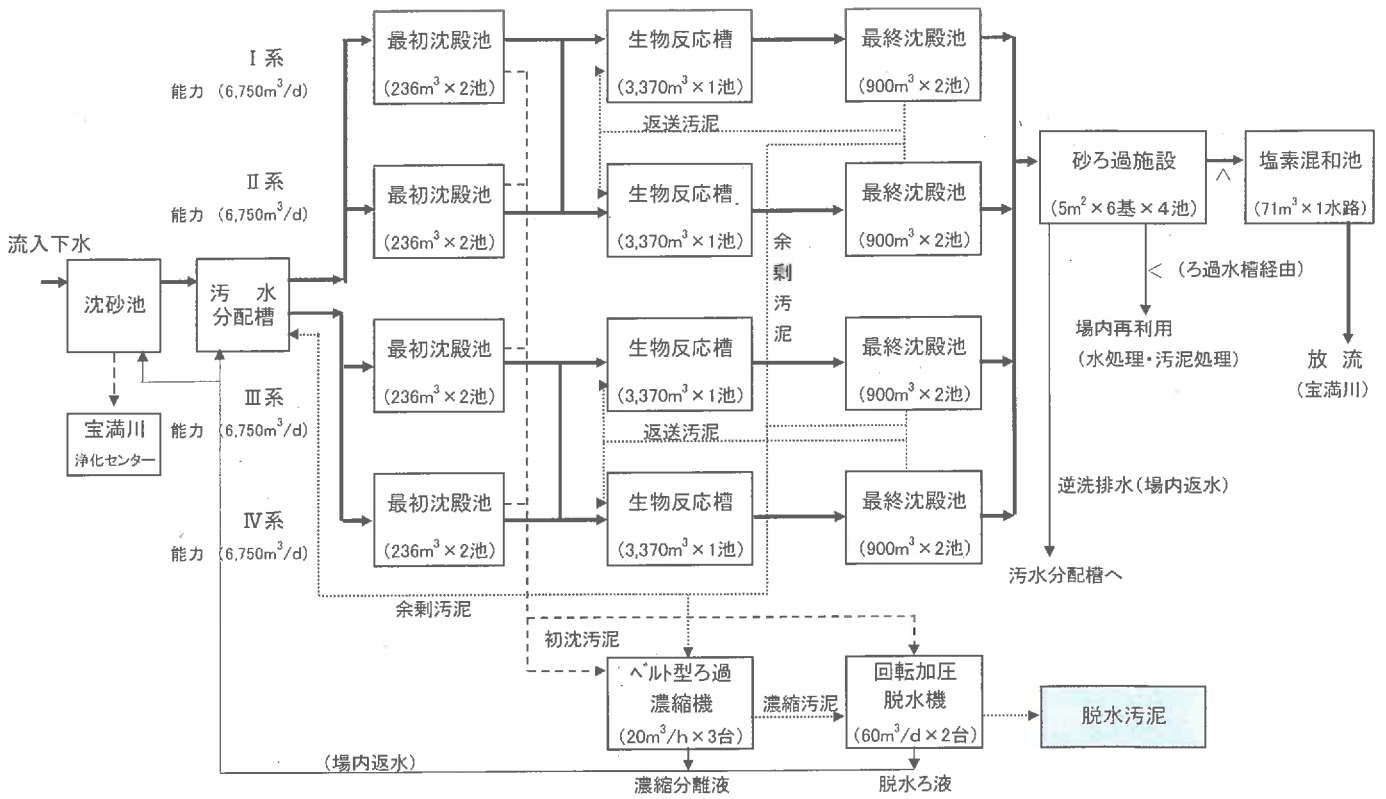 Ⅰ系
能力 (6,750m³/d)
最初沈殿池
(236m³×2池)
生物反応槽
(3,370m³×1池)
最終沈殿池
(900m³×2池)
返送汚泥
Ⅱ系
能力 (6,750m³/d)
最初沈殿池
(236m³×2池)
生物反応槽
(3,370m³×1池)
最終沈殿池
(900m³×2池)
砂ろ過施設
(5m²×6基×4池)
塩素混和池
(71m³×1水路)
流入下水
沈砂池
汚水
分配槽
余剰汚泥
< (ろ過水槽経由)
場内再利用
(水処理・汚泥処理)
放流
(宝満川)
宝満川
浄化センター
Ⅲ系
能力 (6,750m³/d)
最初沈殿池
(236m³×2池)
生物反応槽
(3,370m³×1池)
最終沈殿池
(900m³×2池)
返送汚泥
Ⅳ系
能力 (6,750m³/d)
最初沈殿池
(236m³×2池)
生物反応槽
(3,370m³×1池)
最終沈殿池
(900m³×2池)
逆洗排水(場内返水)
汚水分配槽へ
余剰汚泥
初沈汚泥
ベルト型ろ過
濃縮機
(20m³/h×3台)
濃縮汚泥
回転加圧
脱水機
(60m³/d×2台)
脱水汚泥
(場内返水)
濃縮分離液
脱水ろ液